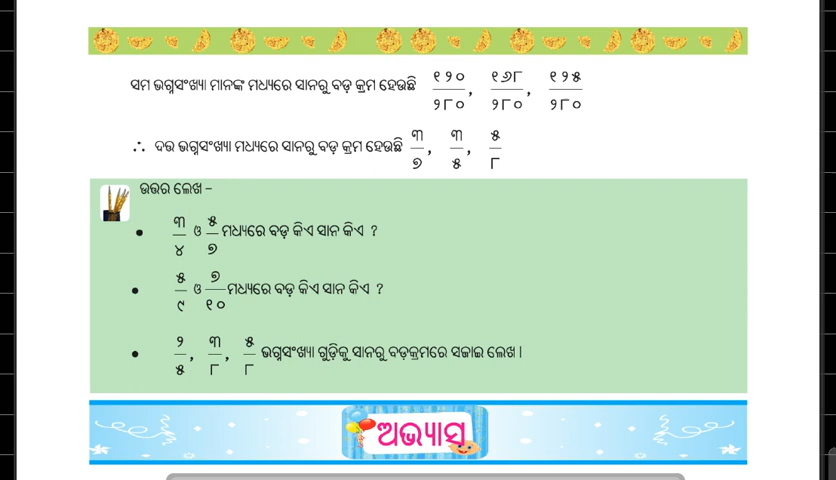 ସମ ଭଗ୍ନସଂଖ୍ୟା ମାନଙ୍କ ମଧ୍ୟରେ ସାନରୁ ବଡ଼ କ୍ରମ ହେଉଛି ୧୨୦/୨୮୦, ୧୬୮/୨୮୦, ୧୨୫/୨୮୦
∴ ଦତ୍ତ ଭଗ୍ନସଂଖ୍ୟା ମଧ୍ୟରେ ସାନରୁ ବଡ଼ କ୍ରମ ହେଉଛି ୩/୭, ୩/୫, ୫/୮
ଉତ୍ତର ଲେଖ –
• ୩/୪ ଓ ୫/୭ ମଧ୍ୟରେ ବଡ଼ କିଏ ସାନ କିଏ ?
• ୫/୯ ଓ ୭/୧୦ ମଧ୍ୟରେ ବଡ଼ କିଏ ସାନ କିଏ ?
• ୨/୫, ୩/୮, ୫/୮ ଭଗ୍ନସଂଖ୍ୟା ଗୁଡ଼ିକୁ ସାନରୁ ବଡ଼କ୍ରମରେ ସଜାଇ ଲେଖ।
ଅଭ୍ୟାସ